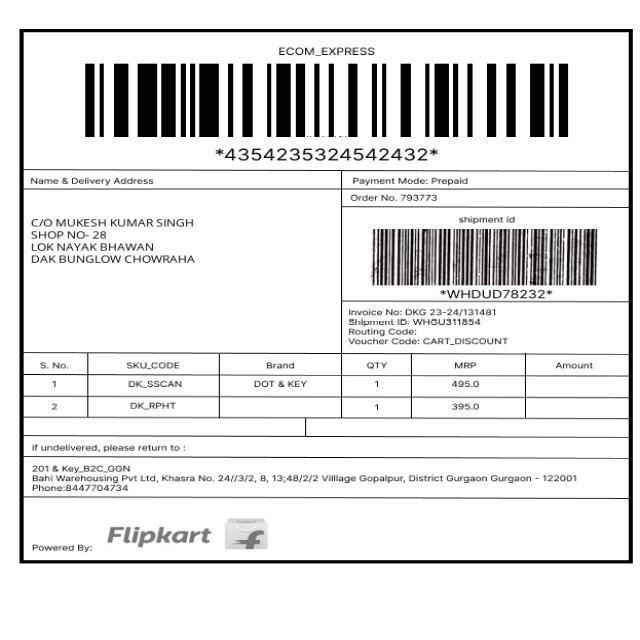 ECOM_EXPRESS
*43542353245424​32*
Name & Delivery Address
Payment Mode: Prepaid
Order No. 793773
C/O MUKESH KUMAR SINGH
SHOP NO- 28
LOK NAYAK BHAWAN
DAK BUNGLOW CHOWRAHA
shipment id
*WHDUD78232*
Invoice No: DKG 23-24/131481
Shipment ID: WHGU311854
Routing Code:
Voucher Code: CART_DISCOUNT
S. No. SKU_CODE Brand QTY MRP Amount
1 DK_SSCAN DOT & KEY 1 495.0
2 DK_RPHT 1 395.0
if undelivered, please return to :
201 & Key_B2C_GGN
Bahi Warehousing Pvt Ltd, Khasra No. 24//3/2, 8, 13;48/2/2 Villlage Gopalpur, District Gurgaon Gurgaon - 122001
Phone:8447704734
Powered By: Flipkart